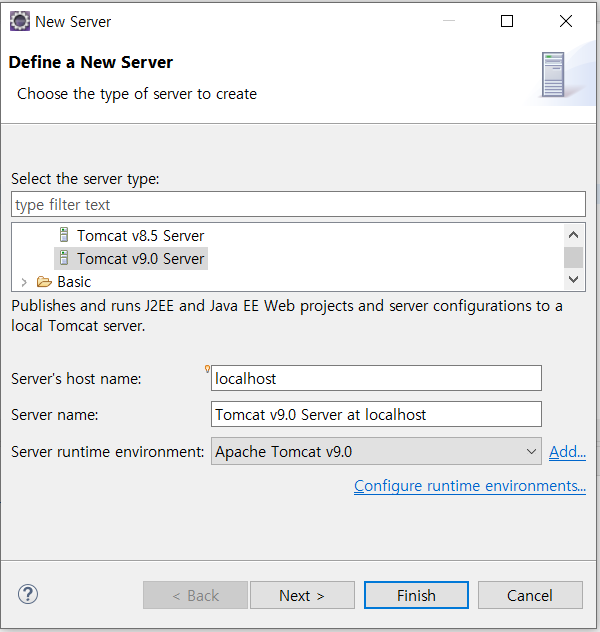 New Server
Define a New Server
Choose the type of server to create
Select the server type:
type filter text
Tomcat v8.5 Server
Tomcat v9.0 Server
Basic
Publishes and runs J2EE and Java EE Web projects and server configurations to a
local Tomcat server.
Server's host name: localhost
Server name: Tomcat v9.0 Server at localhost
Server runtime environment: Apache Tomcat v9.0 Add...
Configure runtime environments...
? < Back Next > Finish Cancel